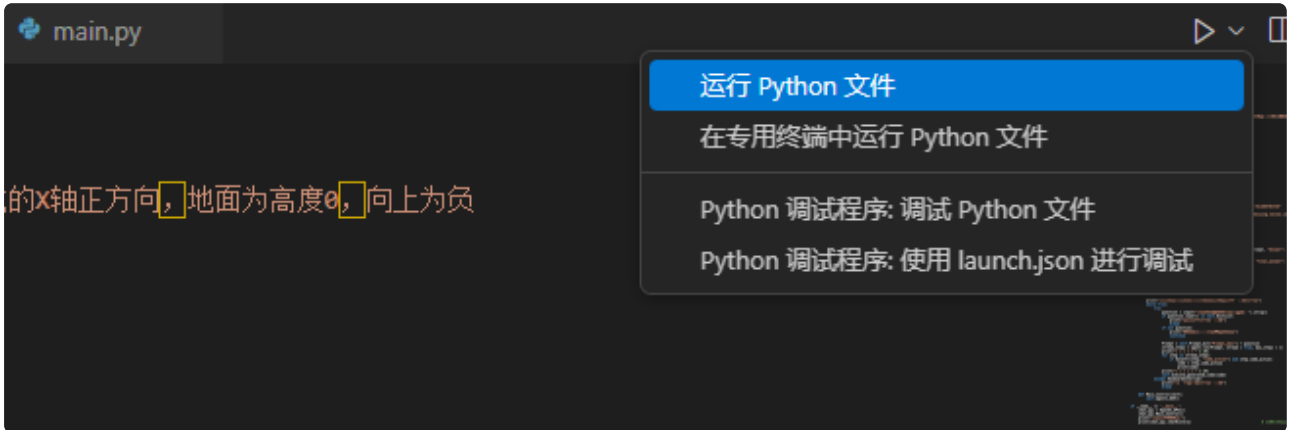 main.py
运行 Python 文件
在专用终端中运行 Python 文件
的X轴正方向，地面为高度0，向上为负
Python 调试程序: 调试 Python 文件
Python 调试程序: 使用 launch.json 进行调试